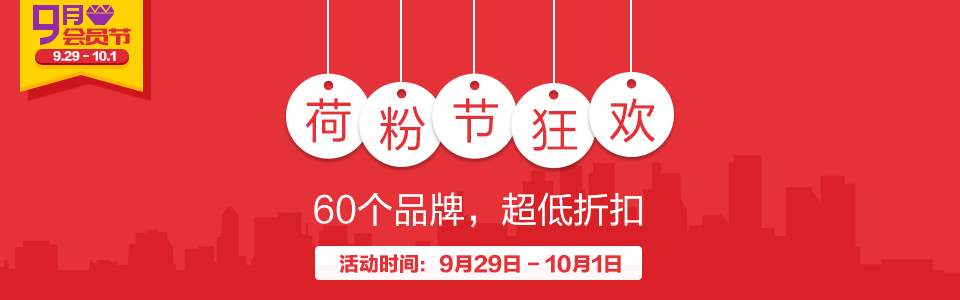 9月
会员节
9.29 - 10.1
荷粉节狂欢
60个品牌，超低折扣
活动时间：9月29日 - 10月1日